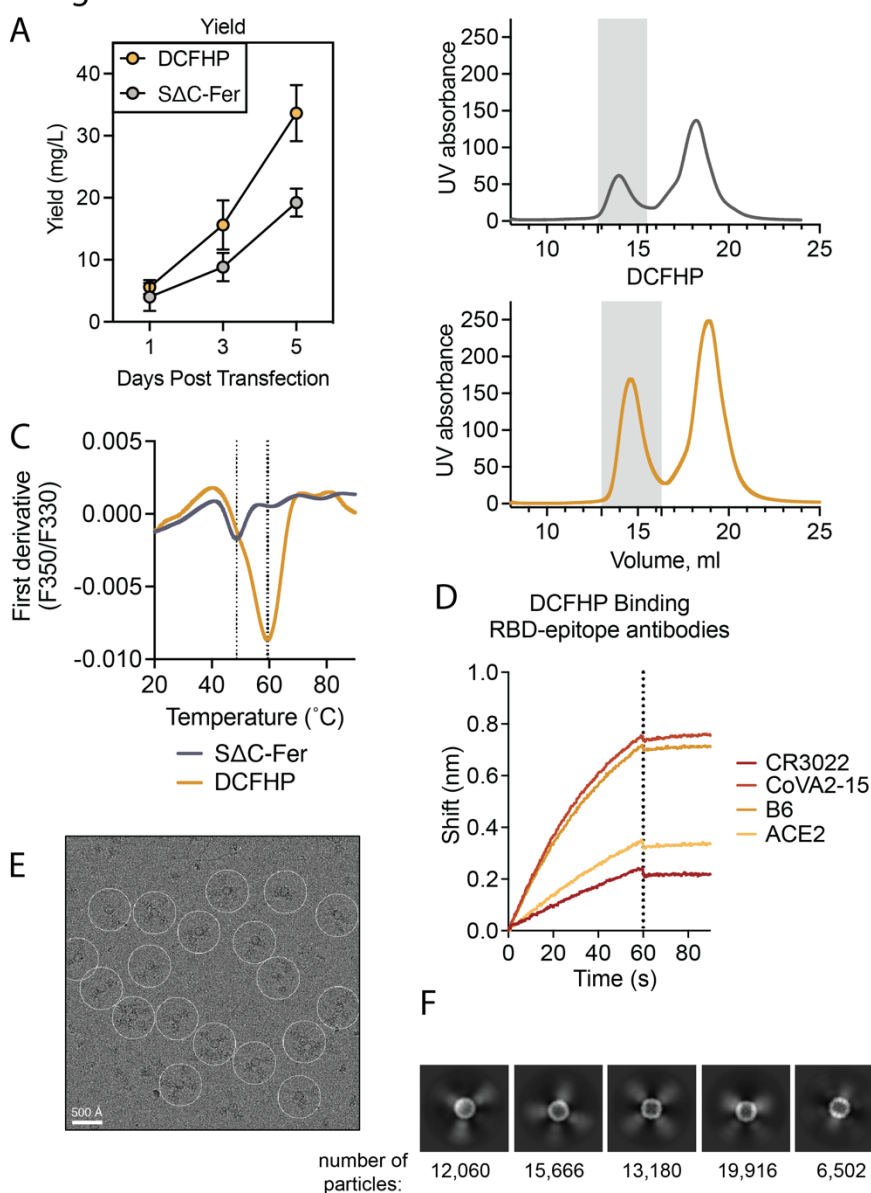 A
Yield
DCFHP
SΔC-Fer
40
30
20
10
0
Yield (mg/L)
1 3 5
Days Post Transfection
250
200
150
100
50
0
UV absorbance
10 15 20 25
DCFHP
250
200
150
100
50
0
UV absorbance
10 15 20 25
Volume, ml
C
0.005
0.000
-0.005
-0.010
First derivative
(F350/F330)
20 40 60 80
Temperature (˚C)
SΔC-Fer
DCFHP
D
DCFHP Binding
RBD-epitope antibodies
1.0
0.8
0.6
0.4
0.2
0.0
Shift (nm)
0 20 40 60 80
Time (s)
CR3022
CoVA2-15
B6
ACE2
E
500 Å
F
number of
particles:
12,060 15,666 13,180 19,916 6,502